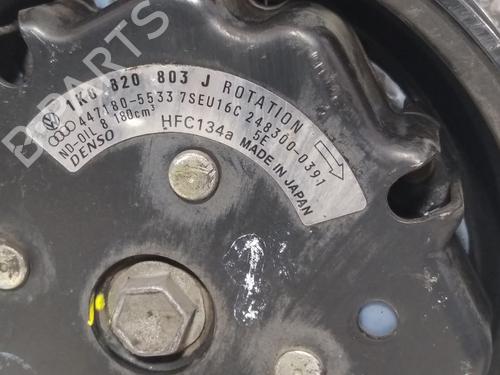 B-PARTS
1K0 820 803 J ROTATION
447180-5533 7SEU16C 248300-0391
ND-OIL 8 180cm³ HFC134a 5E
DENSO MADE IN JAPAN